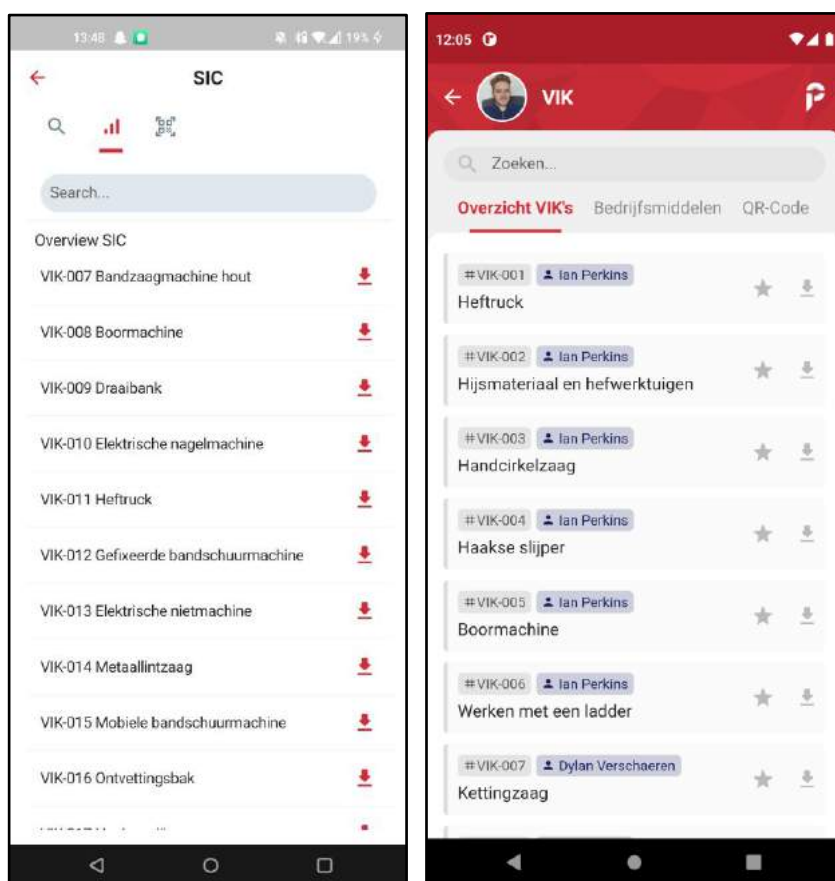 13:48
19%
SIC
Search...
Overview SIC
VIK-007 Bandzaagmachine hout
VIK-008 Boormachine
VIK-009 Draaibank
VIK-010 Elektrische nagelmachine
VIK-011 Heftruck
VIK-012 Gefixeerde bandschuurmachine
VIK-013 Elektrische nietmachine
VIK-014 Metaallintzaag
VIK-015 Mobiele bandschuurmachine
VIK-016 Ontvettingsbak
12:05
VIK
Zoeken...
Overzicht VIK's Bedrijfsmiddelen QR-Code
#VIK-001 Ian Perkins
Heftruck
#VIK-002 Ian Perkins
Hijsmateriaal en hefwerktuigen
#VIK-003 Ian Perkins
Handcirkelzaag
#VIK-004 Ian Perkins
Haakse slijper
#VIK-005 Ian Perkins
Boormachine
#VIK-006 Ian Perkins
Werken met een ladder
#VIK-007 Dylan Verschaeren
Kettingzaag